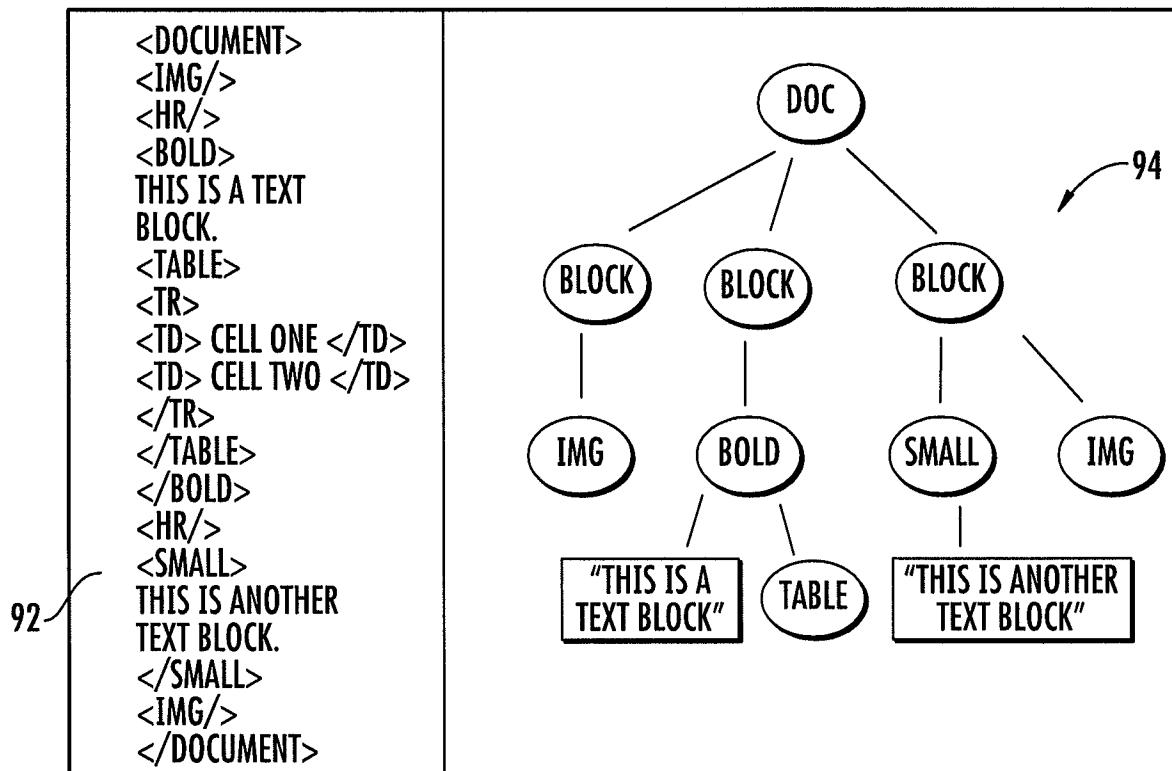 <DOCUMENT>
<IMG/>
<HR/>
<BOLD>
THIS IS A TEXT
BLOCK.
<TABLE>
<TR>
<TD> CELL ONE </TD>
<TD> CELL TWO </TD>
</TR>
</TABLE>
</BOLD>
<HR/>
<SMALL>
THIS IS ANOTHER
TEXT BLOCK.
</SMALL>
<IMG/>
</DOCUMENT>
92
DOC
94
BLOCK
BLOCK
BLOCK
IMG
BOLD
SMALL
IMG
“THIS IS A
TEXT BLOCK”
TABLE
“THIS IS ANOTHER
TEXT BLOCK”